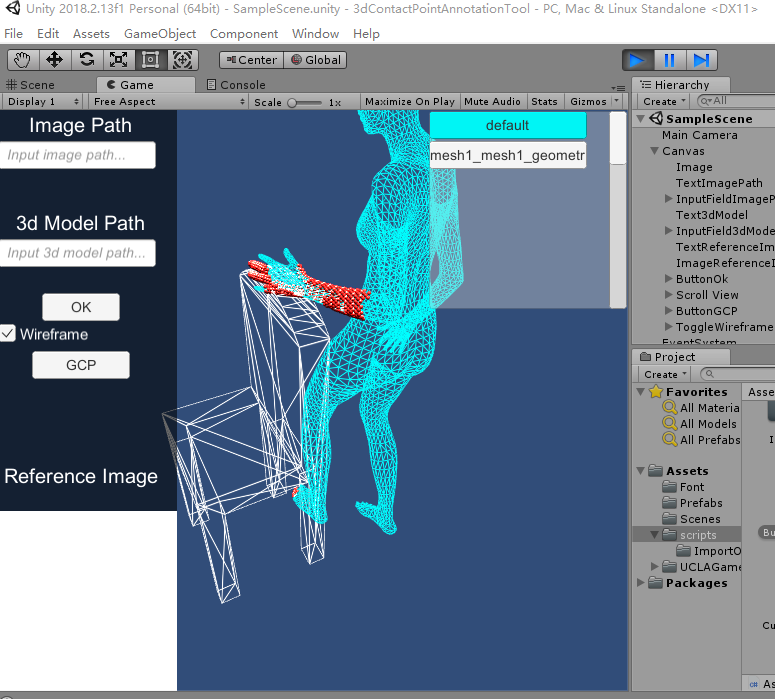 Unity 2018.2.13f1 Personal (64bit) - SampleScene.unity - 3dContactPointAnnotationTool - PC, Mac & Linux Standalone <DX11>
File Edit Assets GameObject Component Window Help
Center Global
Scene Game Console
Display 1 Free Aspect Scale 1x Maximize On Play Mute Audio Stats Gizmos
Image Path
Input image path...
3d Model Path
Input 3d model path...
OK
Wireframe
GCP
Reference Image
default
mesh1_mesh1_geometr
Hierarchy
Create All
SampleScene
Main Camera
Canvas
Image
TextImagePath
InputFieldImageP
Text3dModel
InputField3dMode
TextReferenceIm
ImageReferenceI
ButtonOk
Scroll View
ButtonGCP
ToggleWireframe
EventSystem
Project
Create
Favorites
All Materia
All Models
All Prefabs
Assets
Font
Prefabs
Scenes
scripts
ImportO
UCLAGame
Packages
Asse
Bu
Cu
As